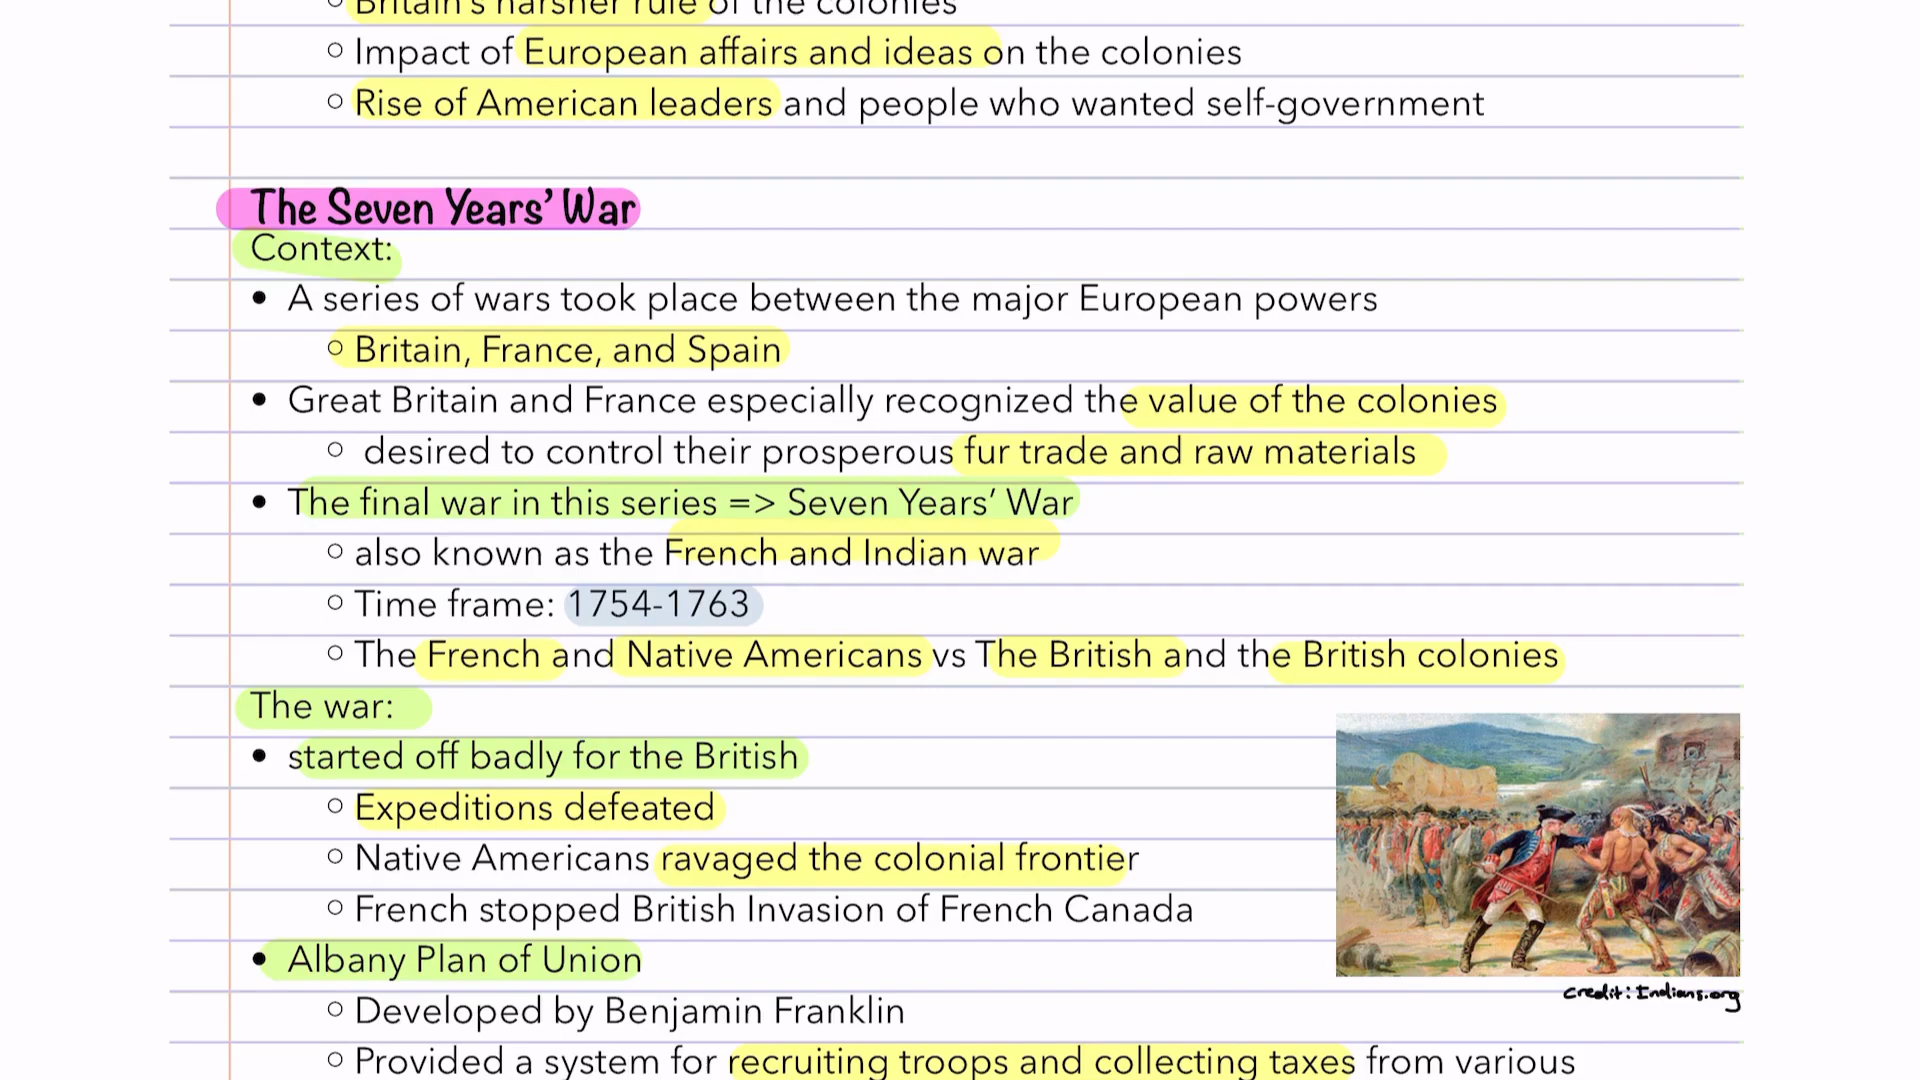 ○ Britain's harsher rule of the colonies
○ Impact of European affairs and ideas on the colonies
○ Rise of American leaders and people who wanted self-government
The Seven Years' War
Context:
• A series of wars took place between the major European powers
○ Britain, France, and Spain
• Great Britain and France especially recognized the value of the colonies
○ desired to control their prosperous fur trade and raw materials
• The final war in this series => Seven Years' War
○ also known as the French and Indian war
○ Time frame: 1754-1763
○ The French and Native Americans vs The British and the British colonies
The war:
• started off badly for the British
○ Expeditions defeated
○ Native Americans ravaged the colonial frontier
○ French stopped British Invasion of French Canada
• Albany Plan of Union
credit: Indians.org
○ Developed by Benjamin Franklin
○ Provided a system for recruiting troops and collecting taxes from various